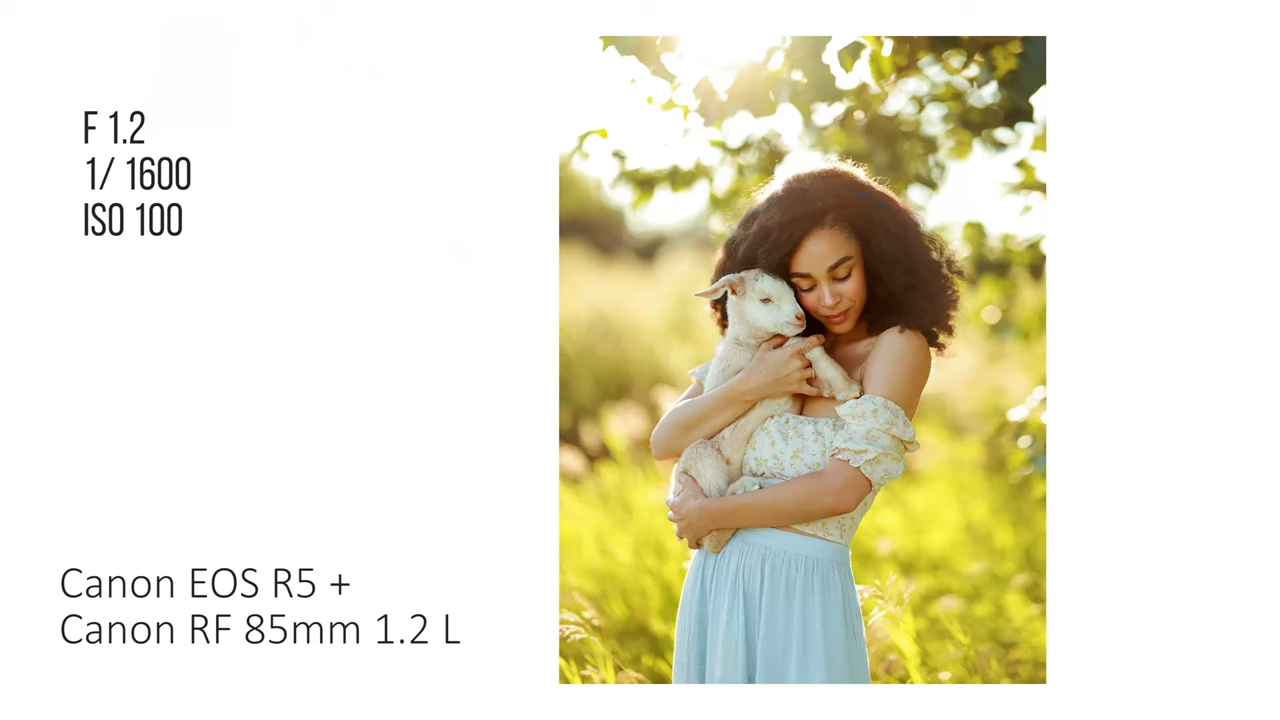 F 1.2
1/ 1600
ISO 100
Canon EOS R5 +
Canon RF 85mm 1.2 L